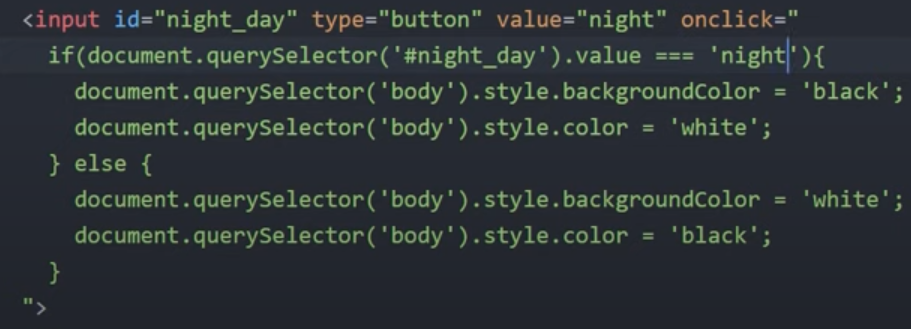 <input id="night_day" type="button" value="night" onclick="
if(document.querySelector('#night_day').value === 'night'){
document.querySelector('body').style.backgroundColor = 'black';
document.querySelector('body').style.color = 'white';
} else {
document.querySelector('body').style.backgroundColor = 'white';
document.querySelector('body').style.color = 'black';
}
">